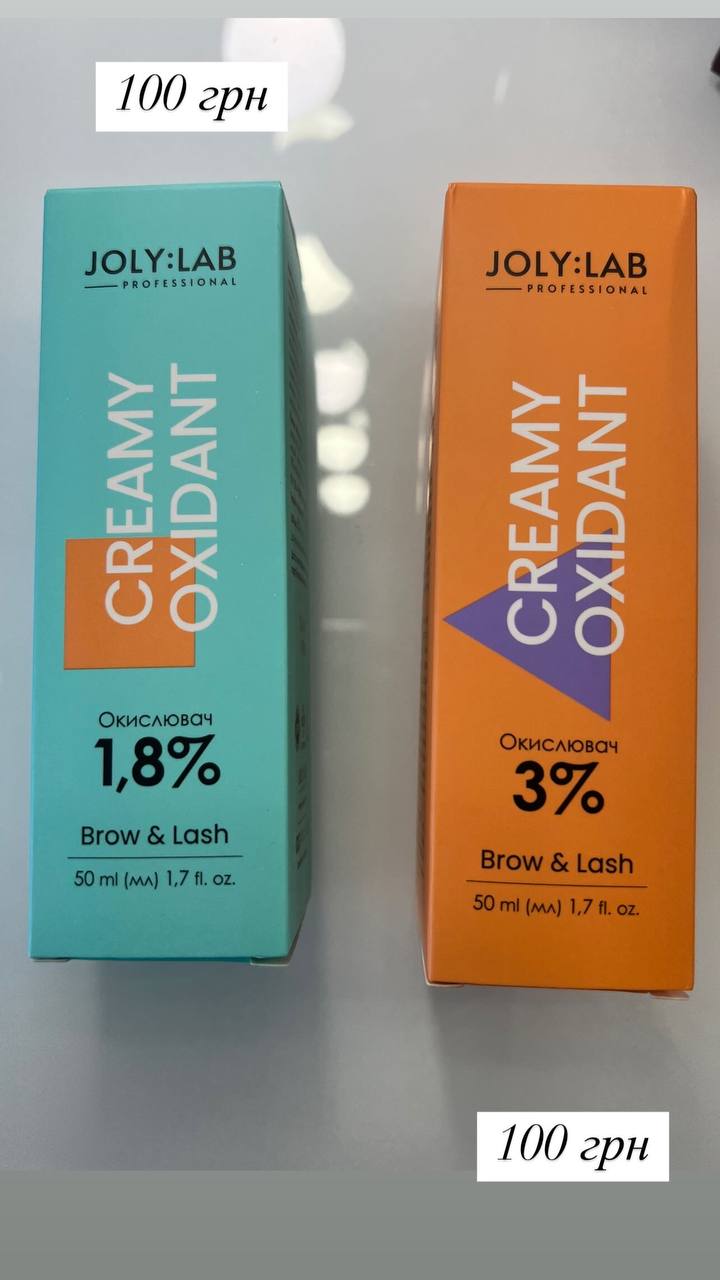 100 грн
JOLY:LAB
PROFESSIONAL
CREAMY
OXIDANT
Окислювач
1,8%
Brow & Lash
50 ml (мл) 1,7 fl. oz.
JOLY:LAB
PROFESSIONAL
CREAMY
OXIDANT
Окислювач
3%
Brow & Lash
50 ml (мл) 1,7 fl. oz.
100 грн